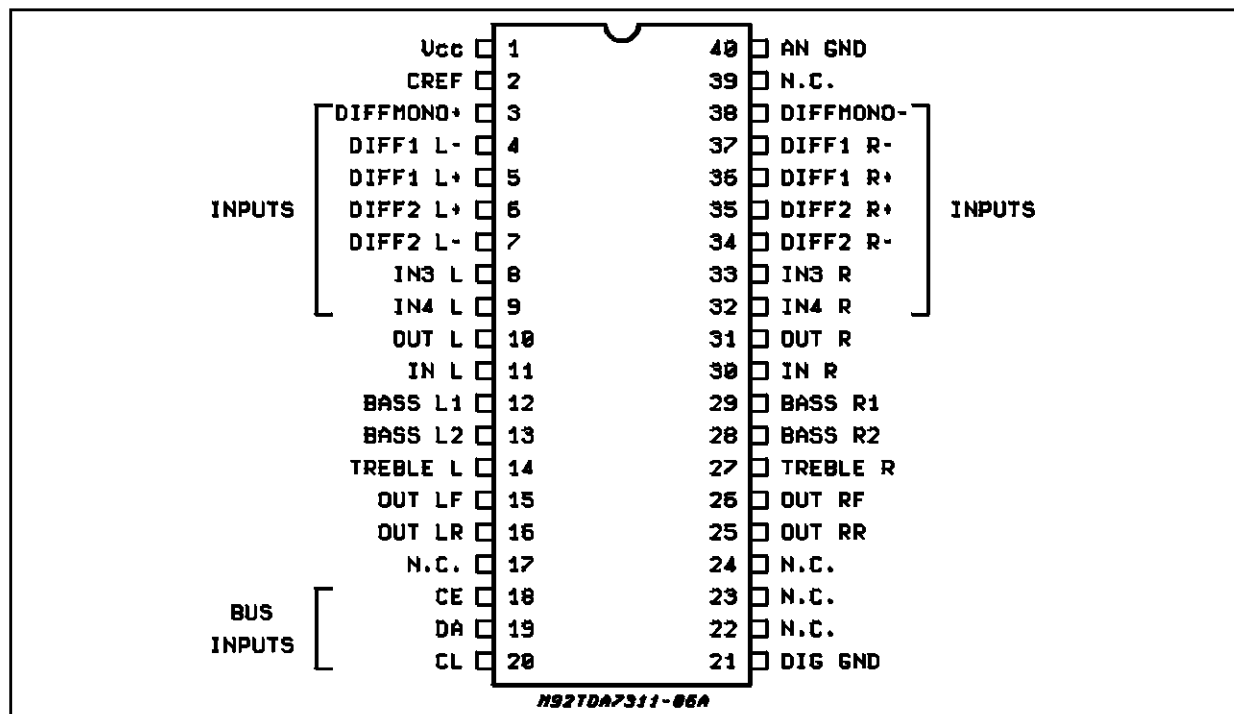 Vcc 1 40 AN GND
CREF 2 39 N.C.
DIFFMONO+ 3 38 DIFFMONO-
DIFF1 L- 4 37 DIFF1 R-
DIFF1 L+ 5 36 DIFF1 R+
INPUTS DIFF2 L+ 6 35 DIFF2 R+ INPUTS
DIFF2 L- 7 34 DIFF2 R-
IN3 L 8 33 IN3 R
IN4 L 9 32 IN4 R
OUT L 10 31 OUT R
IN L 11 30 IN R
BASS L1 12 29 BASS R1
BASS L2 13 28 BASS R2
TREBLE L 14 27 TREBLE R
OUT LF 15 26 OUT RF
OUT LR 16 25 OUT RR
N.C. 17 24 N.C.
CE 18 23 N.C.
BUS
DA 19 22 N.C.
INPUTS
CL 20 21 DIG GND
M92TDA7311-06A